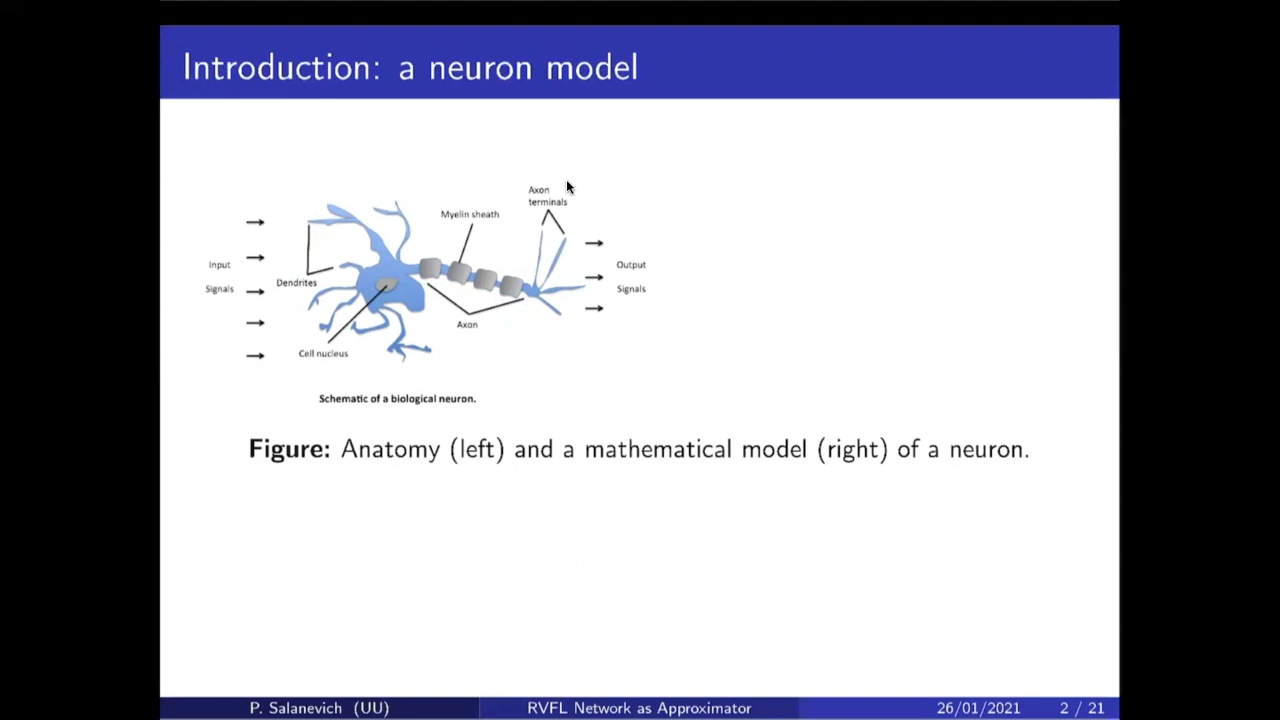 Introduction: a neuron model
Axon
terminals
Myelin sheath
Input
Signals
Dendrites
Output
Signals
Axon
Cell nucleus
Schematic of a biological neuron.
Figure: Anatomy (left) and a mathematical model (right) of a neuron.
P. Salanevich (UU) RVFL Network as Approximator 26/01/2021 2 / 21